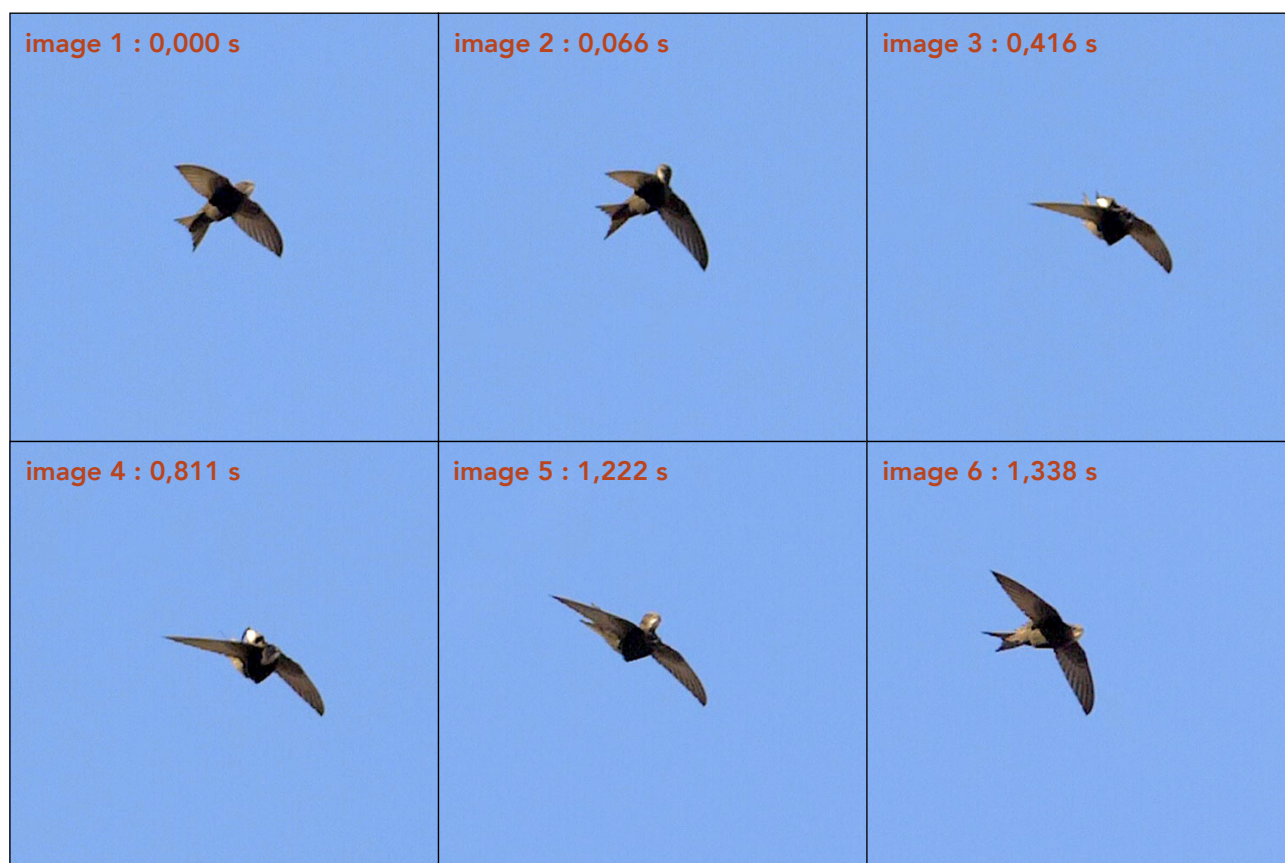 image 1 : 0,000 s
image 2 : 0,066 s
image 3 : 0,416 s
image 4 : 0,811 s
image 5 : 1,222 s
image 6 : 1,338 s